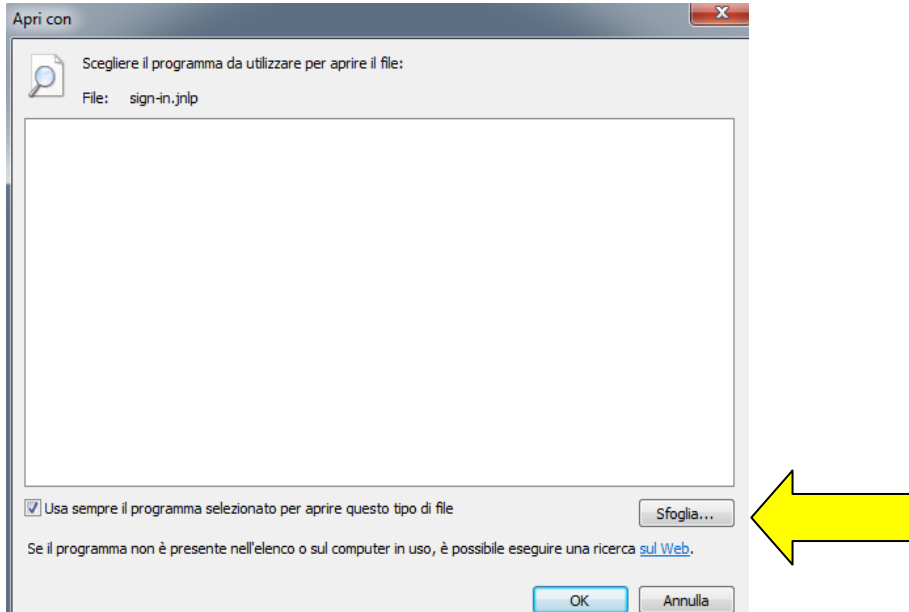 Apri con
Scegliere il programma da utilizzare per aprire il file:
File: sign-in.jnlp
Usa sempre il programma selezionato per aprire questo tipo di file
Sfoglia...
Se il programma non è presente nell'elenco o sul computer in uso, è possibile eseguire una ricerca sul Web.
OK Annulla